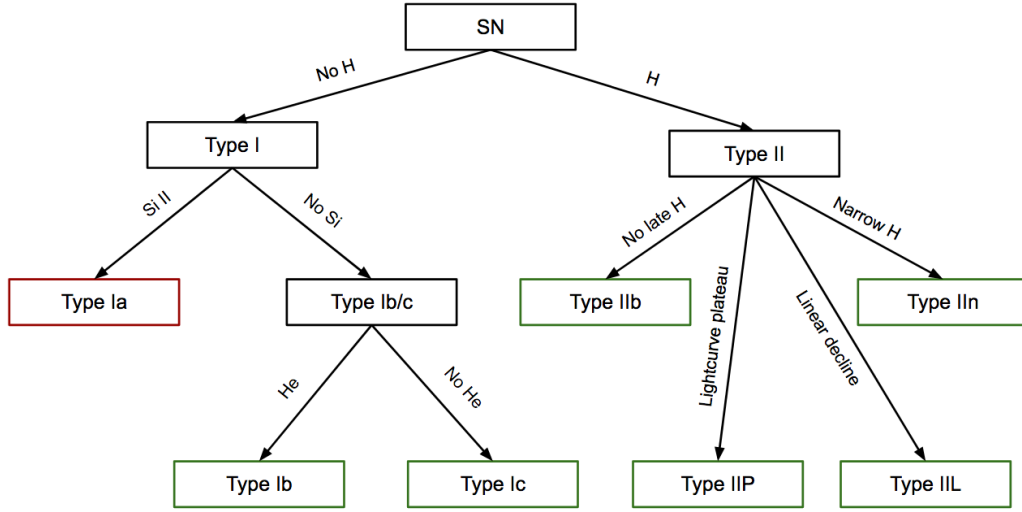 SN
No H
H
Type I
Type II
Si II
No Si
No late H
Narrow H
Lightcurve plateau
Linear decline
Type Ia
Type Ib/c
Type IIb
Type IIn
He
No He
Type Ib
Type Ic
Type IIP
Type IIL